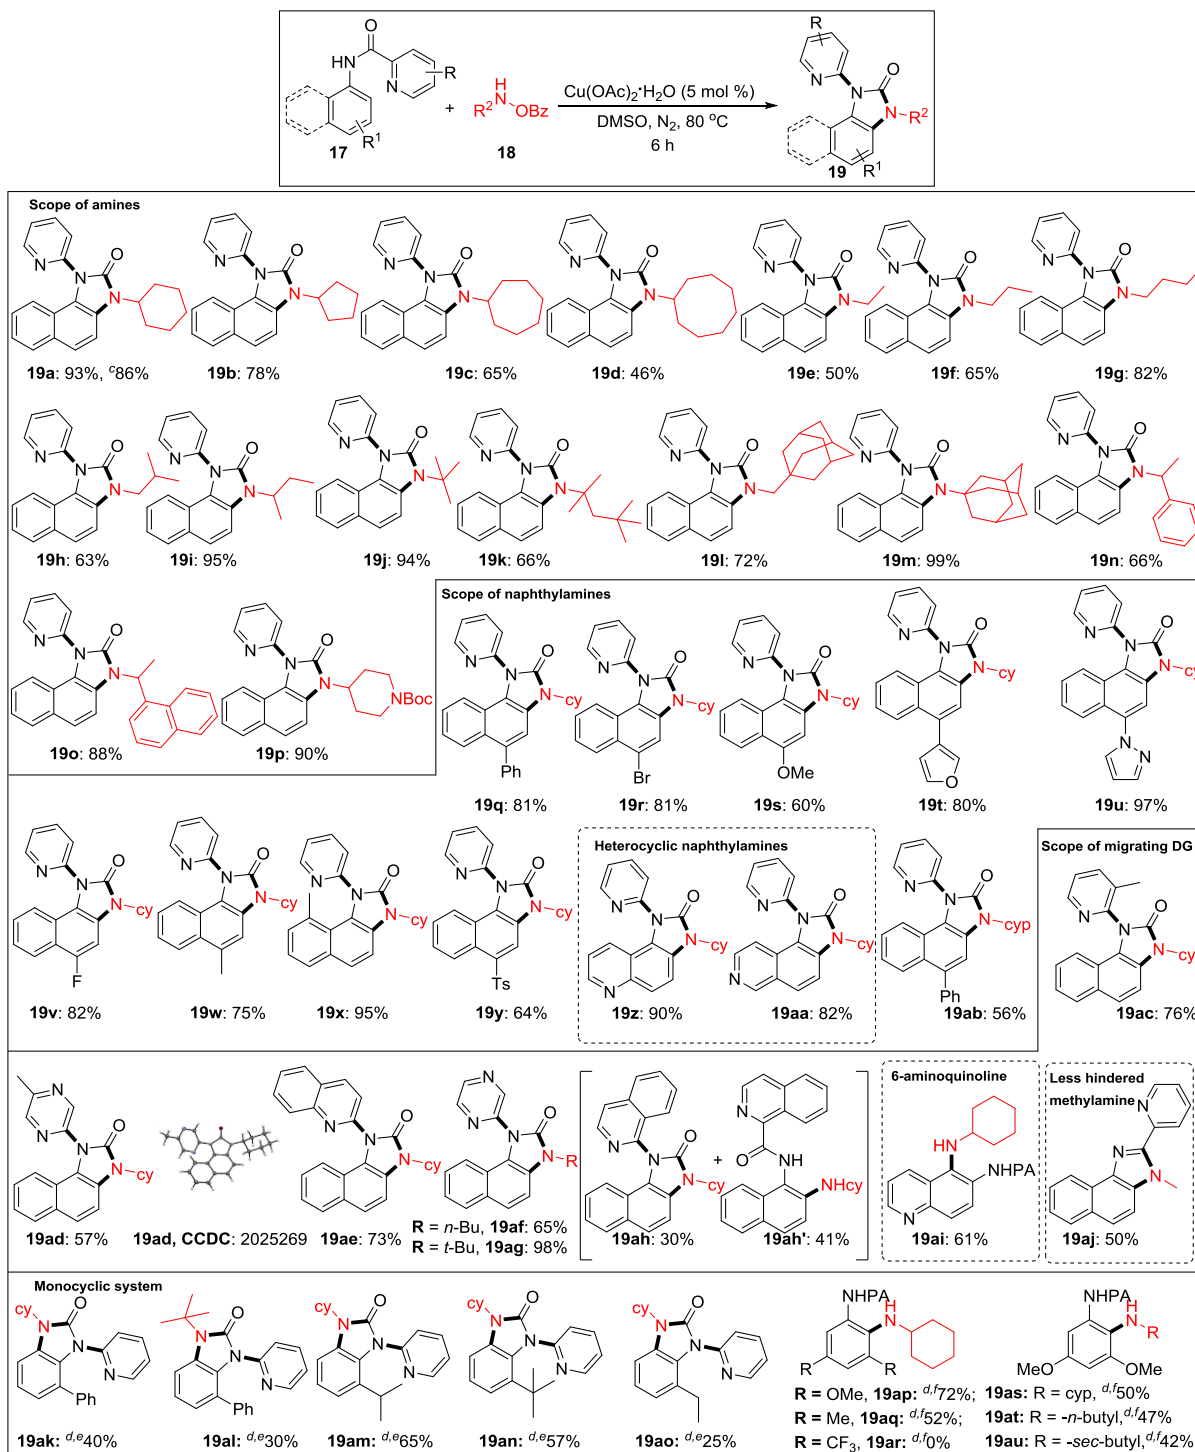 O
NH
N
R
R¹
17
+
H
R² N OBz
18
Cu(OAc)₂•H₂O (5 mol %)
DMSO, N₂, 80 °C
6 h
R
N
N
O
N-R²
R¹
19
Scope of amines
19a: 93%, ᶜ86%
19b: 78%
19c: 65%
19d: 46%
19e: 50%
19f: 65%
19g: 82%
19h: 63%
19i: 95%
19j: 94%
19k: 66%
19l: 72%
19m: 99%
19n: 66%
NBoc
19o: 88%
19p: 90%
Scope of naphthylamines
Ph
19q: 81%
Br
19r: 81%
OMe
19s: 60%
O
19t: 80%
N
N
19u: 97%
F
19v: 82%
19w: 75%
19x: 95%
Ts
19y: 64%
Heterocyclic naphthylamines
19z: 90%
19aa: 82%
Ph
cyp
19ab: 56%
Scope of migrating DG
19ac: 76%
19ad: 57%
19ad, CCDC: 2025269
19ae: 73%
R = n-Bu, 19af: 65%
R = t-Bu, 19ag: 98%
19ah: 30%
+
O
NH
NHcy
19ah': 41%
6-aminoquinoline
HN
NHPA
N
19ai: 61%
Less hindered
methylamine
N
N
N
19aj: 50%
Monocyclic system
19ak: ᵈ,ᵉ40%
19al: ᵈ,ᵉ30%
19am: ᵈ,ᵉ65%
19an: ᵈ,ᵉ57%
19ao: ᵈ,ᵉ25%
NHPA
H
N
R
R
R = OMe, 19ap: ᵈ,ᶠ72%;
R = Me, 19aq: ᵈ,ᶠ52%;
R = CF₃, 19ar: ᵈ,ᶠ0%
NHPA
H
N
R
MeO
OMe
19as: R = cyp, ᵈ,ᶠ50%
19at: R = -n-butyl,ᵈ,ᶠ47%
19au: R = -sec-butyl,ᵈ,ᶠ42%